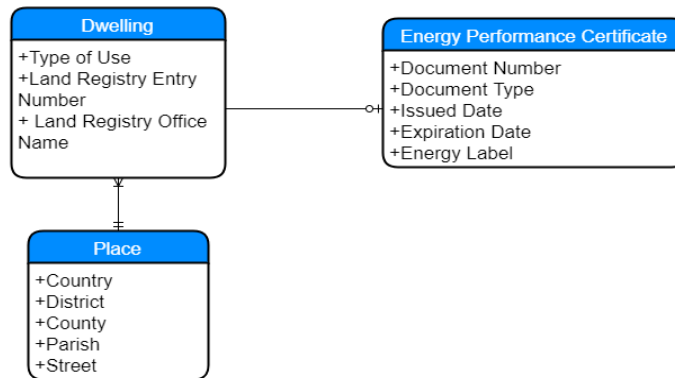 Dwelling
+Type of Use
+Land Registry Entry
Number
+ Land Registry Office
Name
Energy Performance Certificate
+Document Number
+Document Type
+Issued Date
+Expiration Date
+Energy Label
Place
+Country
+District
+County
+Parish
+Street